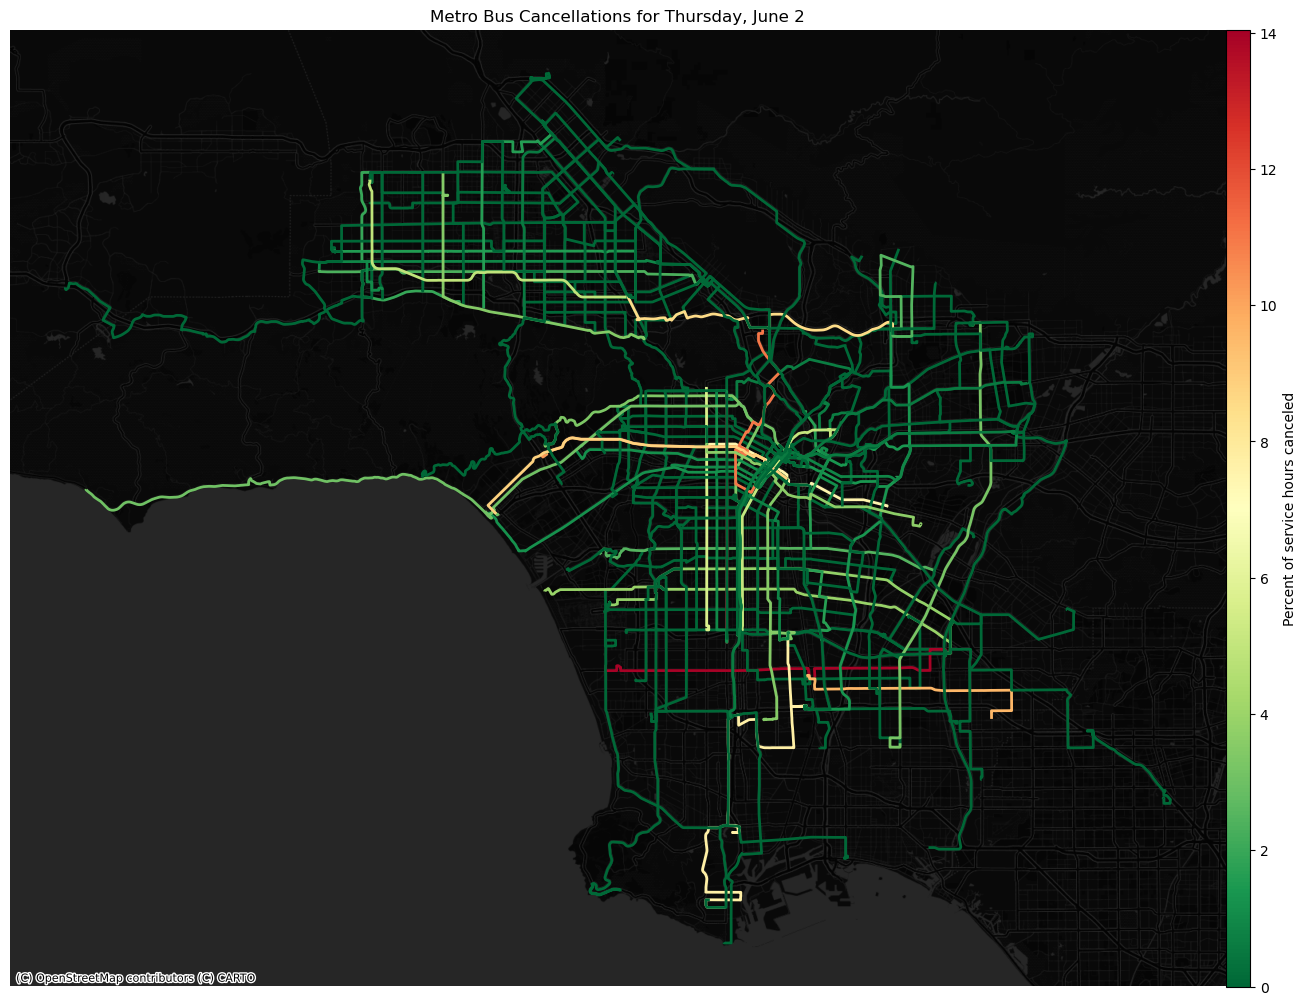 Metro Bus Cancellations for Thursday, June 2
14
12
10
8
6
4
2
0
Percent of service hours canceled
(C) OpenStreetMap contributors (C) CARTO